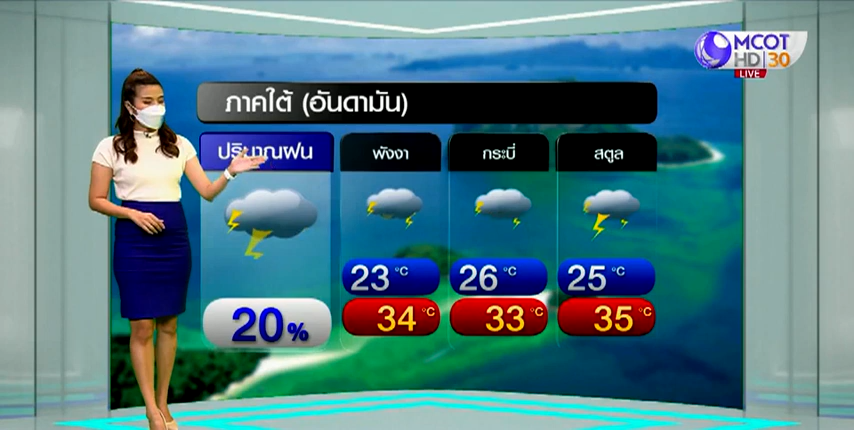 MCOT
HD 30
LIVE
ภาคใต้ (อันดามัน)
ปริมาณฝน
พังงา
กระบี่
สตูล
23 °C
26 °C
25 °C
20%
34 °C
33 °C
35 °C